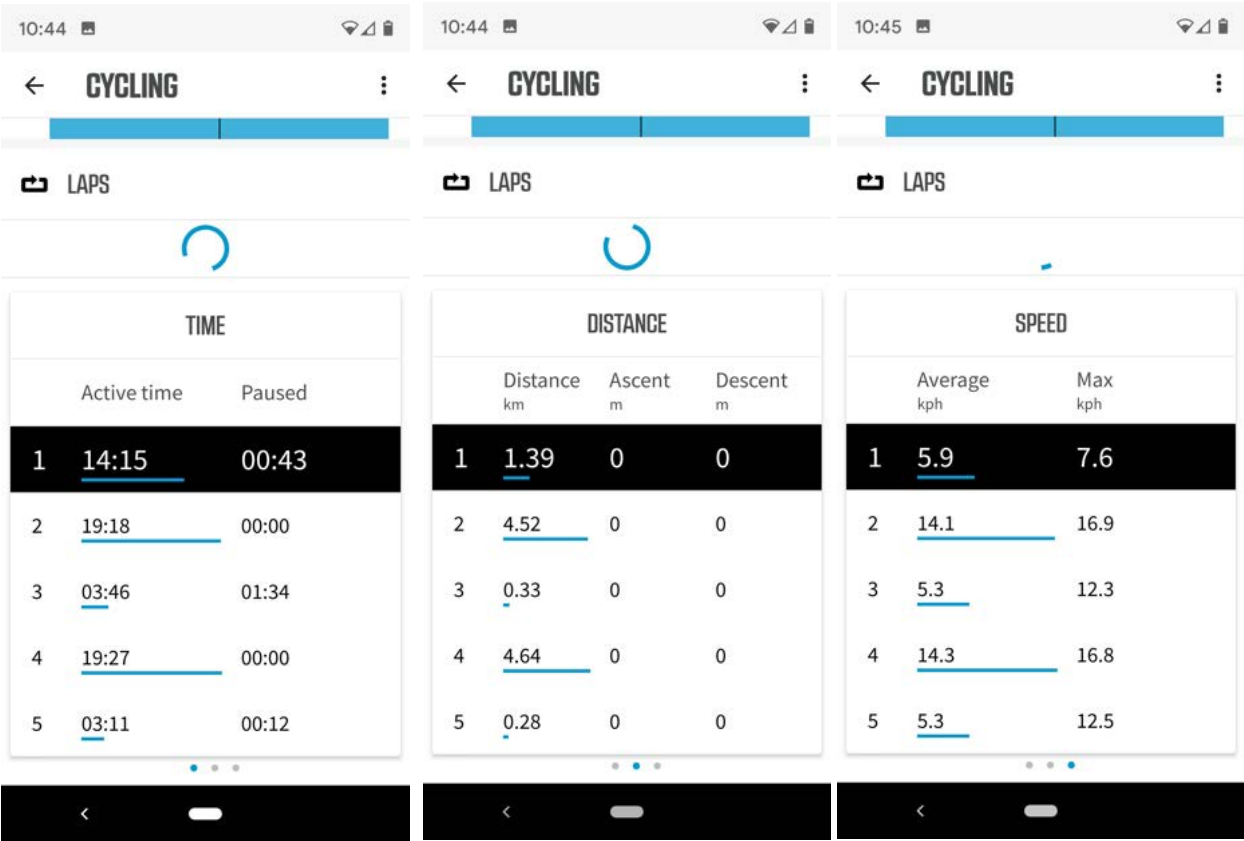 10:44
CYCLING
LAPS
TIME
Active time Paused
1 14:15 00:43
2 19:18 00:00
3 03:46 01:34
4 19:27 00:00
5 03:11 00:12
10:44
CYCLING
LAPS
DISTANCE
Distance Ascent Descent
km m m
1 1.39 0 0
2 4.52 0 0
3 0.33 0 0
4 4.64 0 0
5 0.28 0 0
10:45
CYCLING
LAPS
SPEED
Average Max
kph kph
1 5.9 7.6
2 14.1 16.9
3 5.3 12.3
4 14.3 16.8
5 5.3 12.5